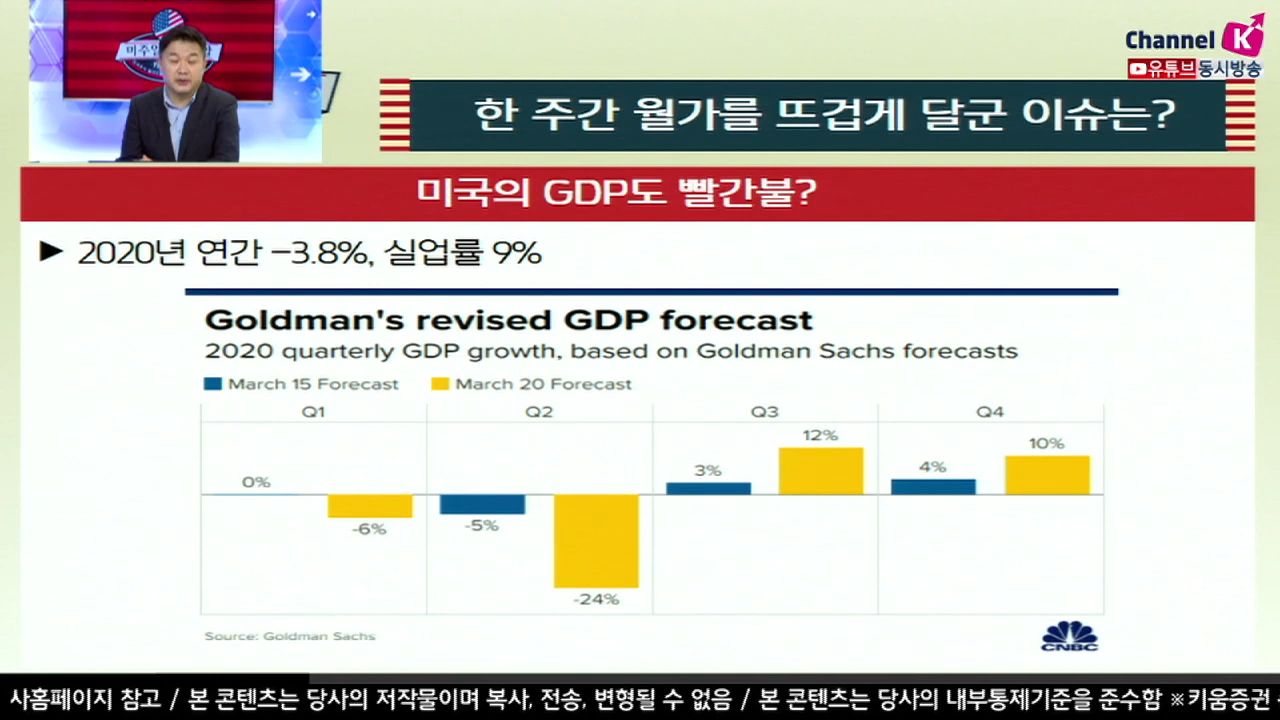 Channel K
유튜브동시방송
한 주간 월가를 뜨겁게 달군 이슈는?
미국의 GDP도 빨간불?
▶ 2020년 연간 -3.8%, 실업률 9%
Goldman's revised GDP forecast
2020 quarterly GDP growth, based on Goldman Sachs forecasts
March 15 Forecast March 20 Forecast
Q1 Q2 Q3 Q4
0% -6% -5% -24% 3% 12% 4% 10%
Source: Goldman Sachs
CNBC
사홈페이지 참고 / 본 콘텐츠는 당사의 저작물이며 복사, 전송, 변형될 수 없음 / 본 콘텐츠는 당사의 내부통제기준을 준수함 ※키움증권